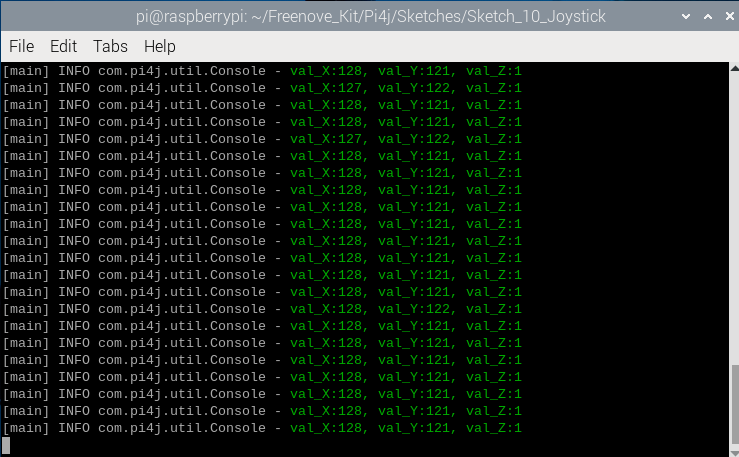 pi@raspberrypi: ~/Freenove_Kit/Pi4j/Sketches/Sketch_10_Joystick
File Edit Tabs Help
[main] INFO com.pi4j.util.Console - val_X:128, val_Y:121, val_Z:1
[main] INFO com.pi4j.util.Console - val_X:127, val_Y:122, val_Z:1
[main] INFO com.pi4j.util.Console - val_X:128, val_Y:121, val_Z:1
[main] INFO com.pi4j.util.Console - val_X:128, val_Y:121, val_Z:1
[main] INFO com.pi4j.util.Console - val_X:127, val_Y:122, val_Z:1
[main] INFO com.pi4j.util.Console - val_X:128, val_Y:121, val_Z:1
[main] INFO com.pi4j.util.Console - val_X:128, val_Y:121, val_Z:1
[main] INFO com.pi4j.util.Console - val_X:128, val_Y:121, val_Z:1
[main] INFO com.pi4j.util.Console - val_X:128, val_Y:121, val_Z:1
[main] INFO com.pi4j.util.Console - val_X:128, val_Y:121, val_Z:1
[main] INFO com.pi4j.util.Console - val_X:128, val_Y:121, val_Z:1
[main] INFO com.pi4j.util.Console - val_X:128, val_Y:121, val_Z:1
[main] INFO com.pi4j.util.Console - val_X:128, val_Y:121, val_Z:1
[main] INFO com.pi4j.util.Console - val_X:128, val_Y:121, val_Z:1
[main] INFO com.pi4j.util.Console - val_X:128, val_Y:122, val_Z:1
[main] INFO com.pi4j.util.Console - val_X:128, val_Y:121, val_Z:1
[main] INFO com.pi4j.util.Console - val_X:128, val_Y:121, val_Z:1
[main] INFO com.pi4j.util.Console - val_X:128, val_Y:121, val_Z:1
[main] INFO com.pi4j.util.Console - val_X:128, val_Y:121, val_Z:1
[main] INFO com.pi4j.util.Console - val_X:128, val_Y:121, val_Z:1
[main] INFO com.pi4j.util.Console - val_X:128, val_Y:121, val_Z:1
[main] INFO com.pi4j.util.Console - val_X:128, val_Y:121, val_Z:1